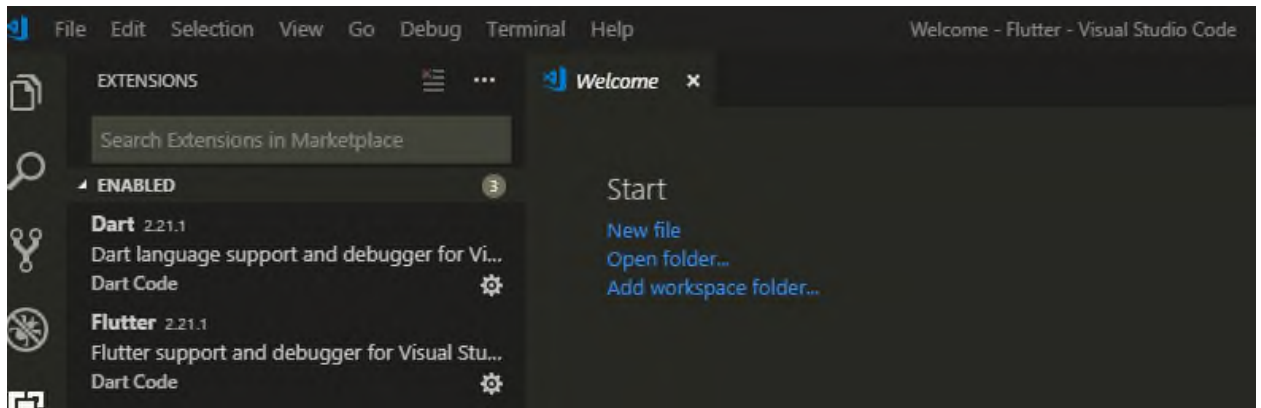 File Edit Selection View Go Debug Terminal Help Welcome - Flutter - Visual Studio Code
EXTENSIONS
Welcome
Search Extensions in Marketplace
ENABLED 3
Dart 2.21.1
Dart language support and debugger for Vi...
Dart Code
Flutter 2.21.1
Flutter support and debugger for Visual Stu...
Dart Code
Start
New file
Open folder...
Add workspace folder...